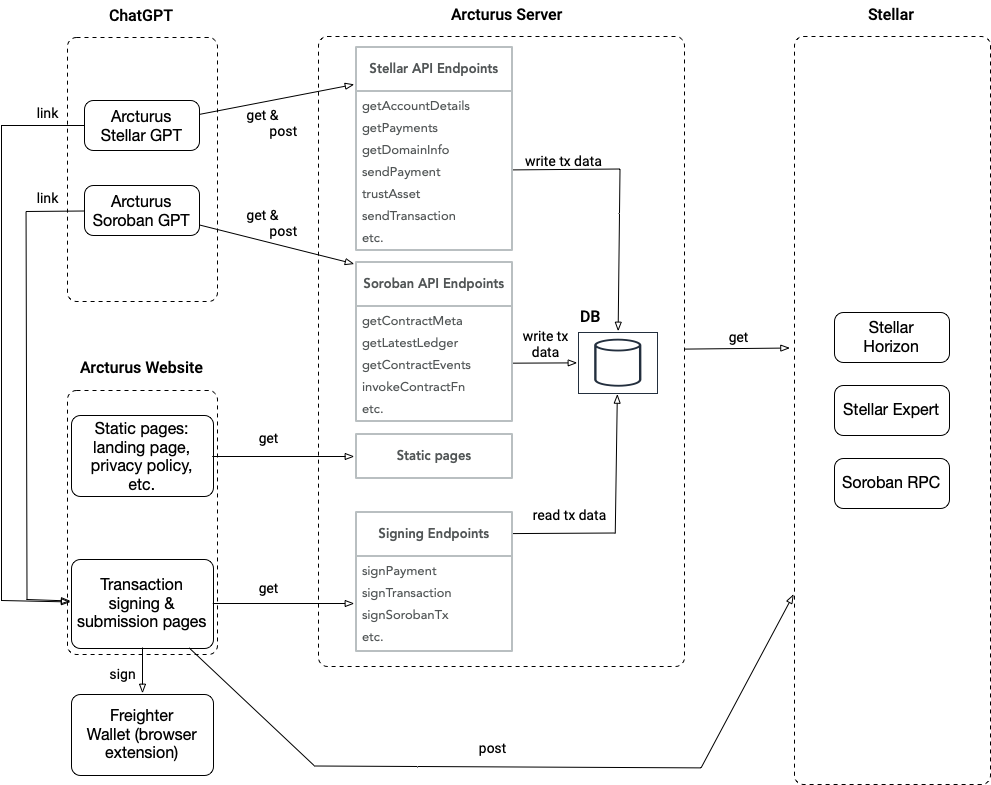 ChatGPT
Arcturus Server
Stellar
link
Arcturus
Stellar GPT
get &
post
link
Arcturus
Soroban GPT
get &
post
Stellar API Endpoints
getAccountDetails
getPayments
getDomainInfo
sendPayment
trustAsset
sendTransaction
etc.
write tx data
Soroban API Endpoints
getContractMeta
getLatestLedger
getContractEvents
invokeContractFn
etc.
write tx
data
DB
get
Stellar
Horizon
Stellar Expert
Soroban RPC
Arcturus Website
Static pages:
landing page,
privacy policy,
etc.
get
Static pages
Transaction
signing &
submission pages
get
Signing Endpoints
signPayment
signTransaction
signSorobanTx
etc.
read tx data
sign
Freighter
Wallet (browser
extension)
post